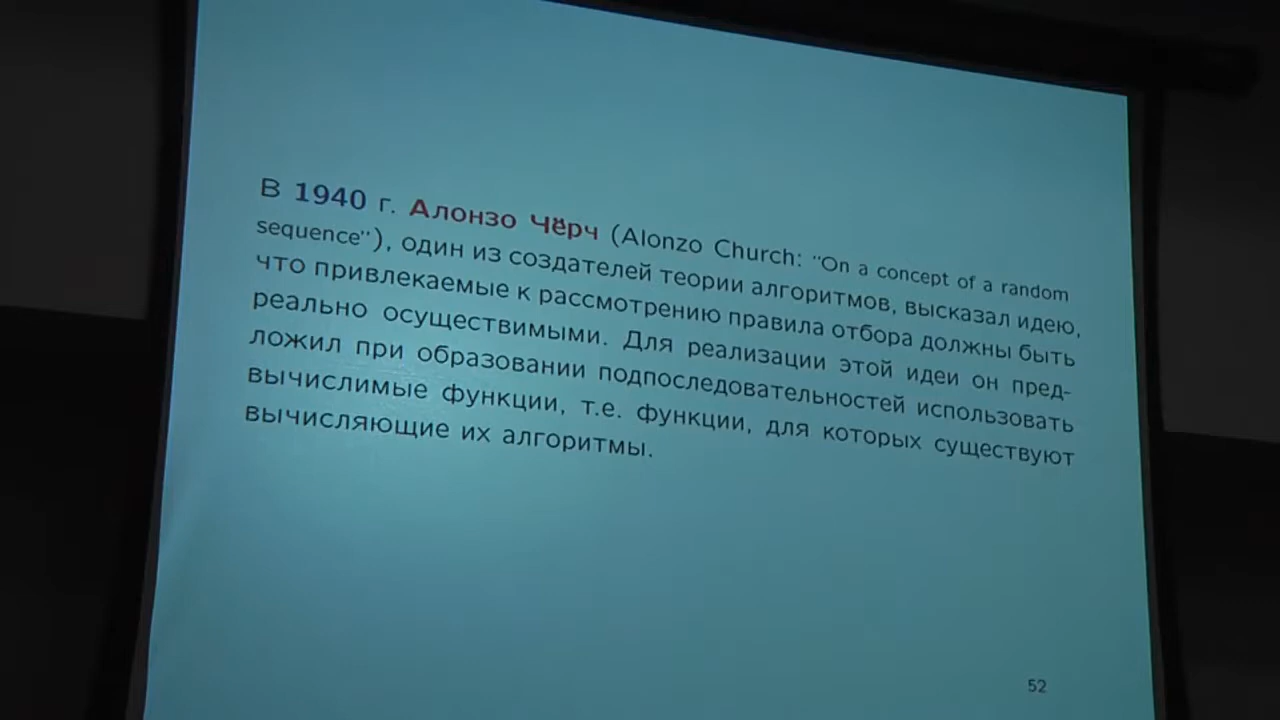 В 1940 г. Алонзо Чёрч (Alonzo Church: "On a concept of a random
sequence"), один из создателей теории алгоритмов, высказал идею,
что привлекаемые к рассмотрению правила отбора должны быть
реально осуществимыми. Для реализации этой идеи он пред-
ложил при образовании подпоследовательностей использовать
вычислимые функции, т.е. функции, для которых существуют
вычисляющие их алгоритмы.
52